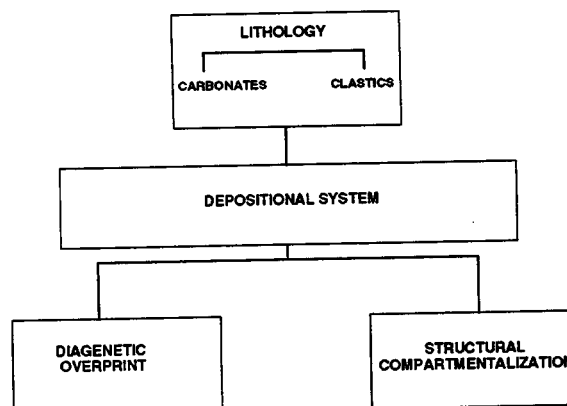 LITHOLOGY
CARBONATES CLASTICS
DEPOSITIONAL SYSTEM
DIAGENETIC
OVERPRINT
STRUCTURAL
COMPARTMENTALIZATION